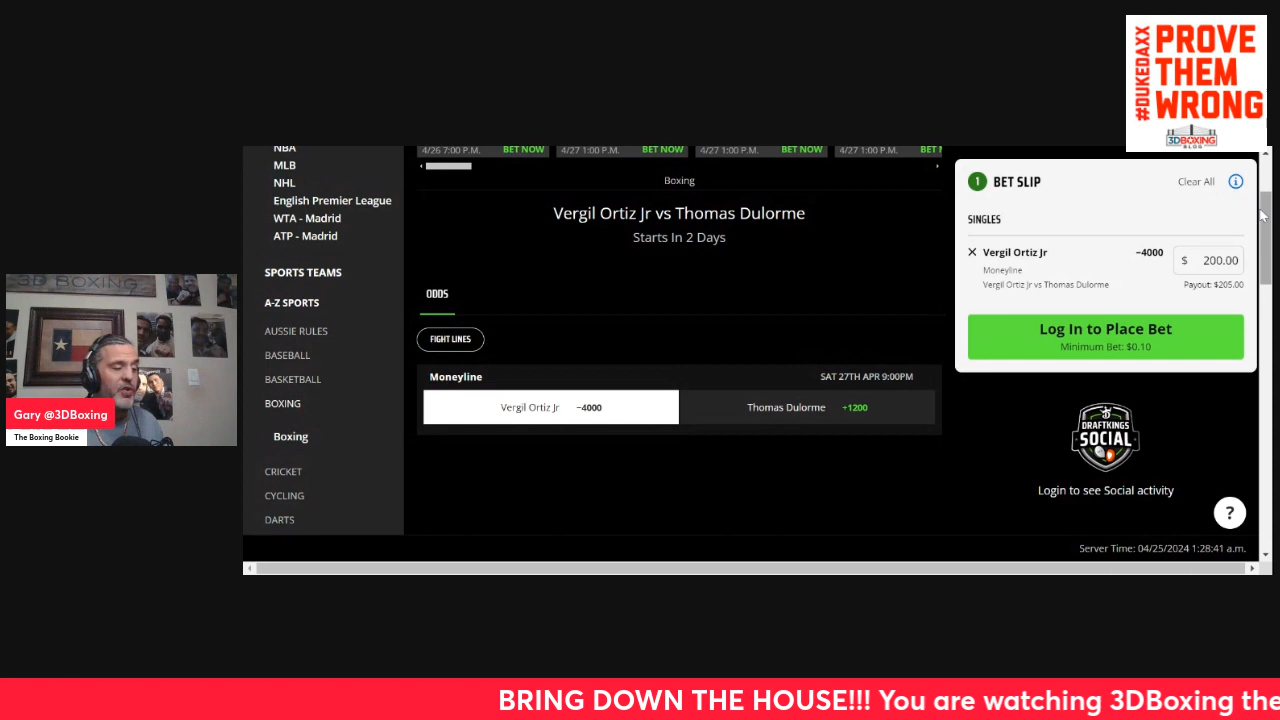 #DUKEDAXX
PROVE
THEM
WRONG
3DBOXING
BLOG
NBA
MLB
NHL
English Premier League
WTA - Madrid
ATP - Madrid
SPORTS TEAMS
A-Z SPORTS
AUSSIE RULES
BASEBALL
BASKETBALL
BOXING
Boxing
CRICKET
CYCLING
DARTS
4/26 7:00 P.M. BET NOW 4/27 1:00 P.M. BET NOW 4/27 1:00 P.M. BET NOW 4/27 1:00 P.M. BET N
Boxing
Vergil Ortiz Jr vs Thomas Dulorme
Starts In 2 Days
ODDS
FIGHT LINES
Moneyline SAT 27TH APR 9:00PM
Vergil Ortiz Jr −4000 Thomas Dulorme +1200
1 BET SLIP Clear All i
SINGLES
× Vergil Ortiz Jr −4000 $ 200.00
Moneyline
Vergil Ortiz Jr vs Thomas Dulorme Payout: $205.00
Log In to Place Bet
Minimum Bet: $0.10
DRAFTKINGS
SOCIAL
Login to see Social activity
?
Server Time: 04/25/2024 1:28:41 a.m.
3D BOXING
Gary @3DBoxing
The Boxing Bookie
BRING DOWN THE HOUSE!!! You are watching 3DBoxing the